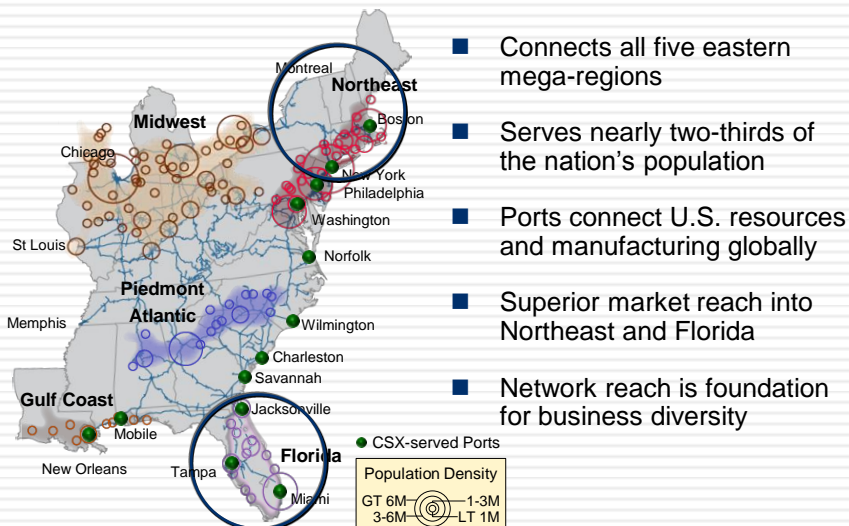 Montreal
Northeast
Midwest
Boston
Chicago
New York
Philadelphia
Washington
St Louis
Norfolk
Piedmont
Atlantic
Memphis
Wilmington
Charleston
Savannah
Gulf Coast
Jacksonville
Mobile
New Orleans
Florida
Tampa
Miami
CSX-served Ports
Population Density
GT 6M
1-3M
3-6M
LT 1M
Connects all five eastern
mega-regions
Serves nearly two-thirds of
the nation’s population
Ports connect U.S. resources
and manufacturing globally
Superior market reach into
Northeast and Florida
Network reach is foundation
for business diversity